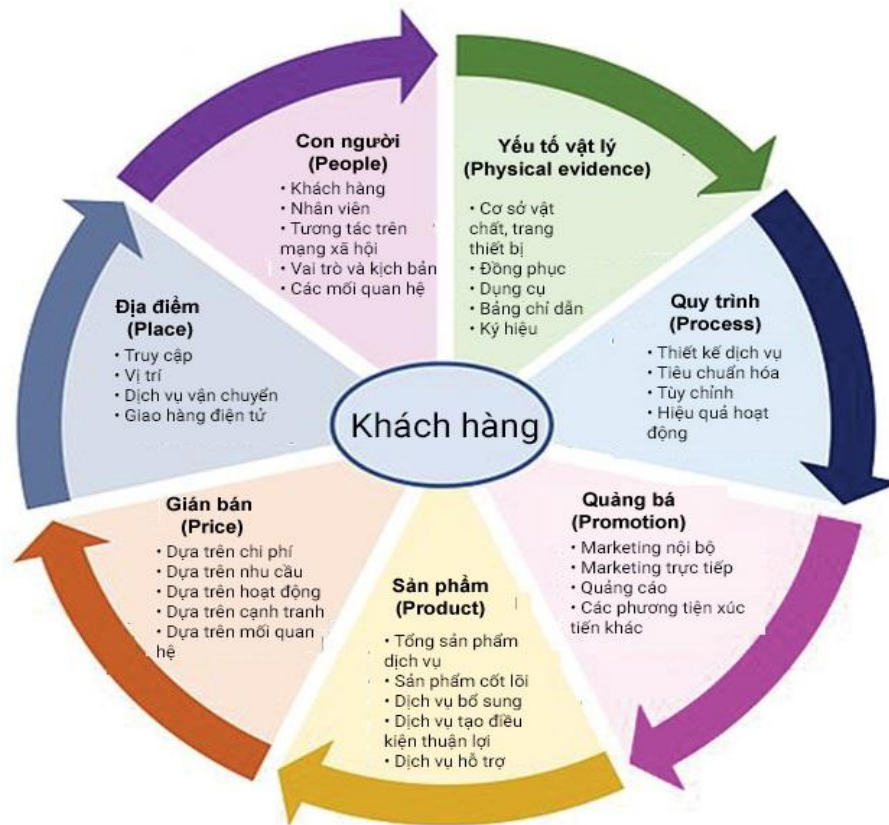 Con người
(People)
• Khách hàng
• Nhân viên
• Tương tác trên
mạng xã hội
• Vai trò và kịch bản
• Các mối quan hệ
Yếu tố vật lý
(Physical evidence)
• Cơ sở vật
chất, trang
thiết bị
• Đồng phục
• Dụng cụ
• Bảng chỉ dẫn
• Ký hiệu
Địa điểm
(Place)
• Truy cập
• Vị trí
• Dịch vụ vận chuyển
• Giao hàng điện tử
Quy trình
(Process)
• Thiết kế dịch vụ
• Tiêu chuẩn hóa
• Tùy chỉnh
• Hiệu quả hoạt
động
Khách hàng
Gián bán
(Price)
• Dựa trên chi phí
• Dựa trên nhu cầu
• Dựa trên hoạt động
• Dựa trên cạnh tranh
• Dựa trên mối quan
hệ
Sản phẩm
(Product)
• Tổng sản phẩm
dịch vụ
• Sản phẩm cốt lõi
• Dịch vụ bổ sung
• Dịch vụ tạo điều
kiện thuận lợi
• Dịch vụ hỗ trợ
Quảng bá
(Promotion)
• Marketing nội bộ
• Marketing trực tiếp
• Quảng cáo
• Các phương tiện xúc
tiến khác